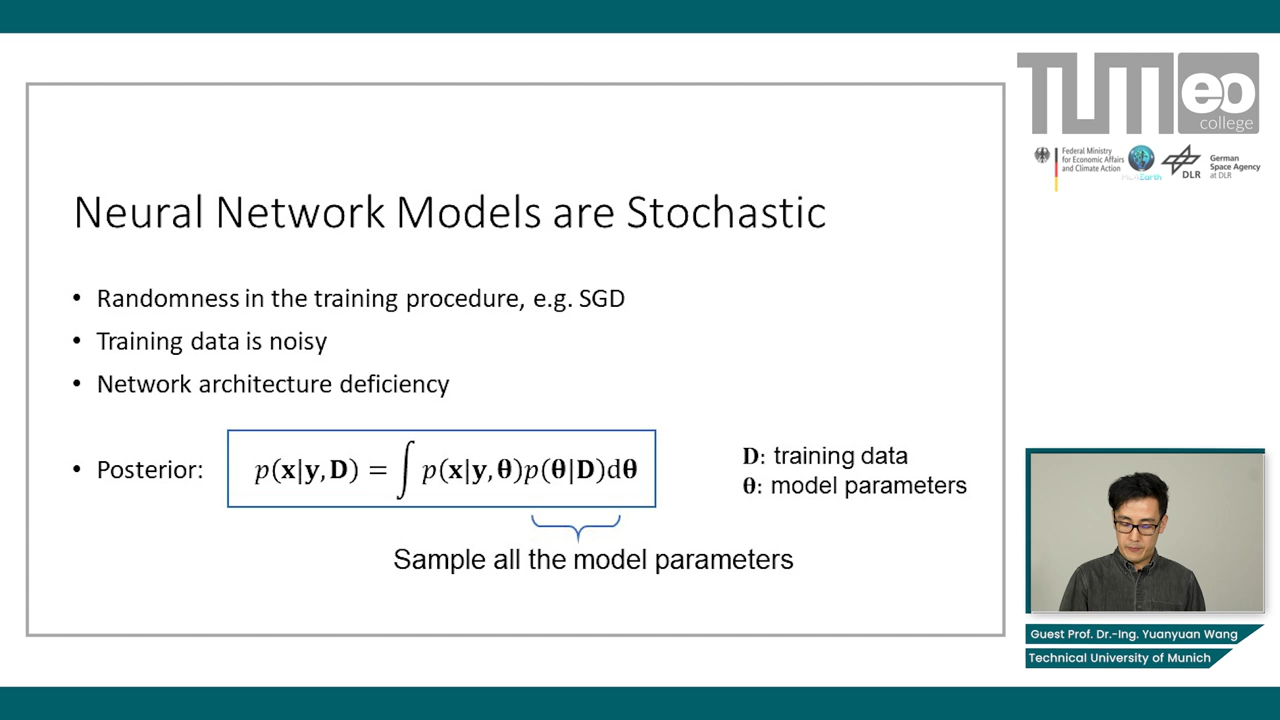 TUM eo
college
Federal Ministry
for Economic Affairs
and Climate Action
DLR
German
Space Agency
at DLR
Neural Network Models are Stochastic
• Randomness in the training procedure, e.g. SGD
• Training data is noisy
• Network architecture deficiency
• Posterior: p(x|y, D) = ∫ p(x|y, θ)p(θ|D)dθ
D: training data
θ: model parameters
Sample all the model parameters
Guest Prof. Dr.-Ing. Yuanyuan Wang
Technical University of Munich